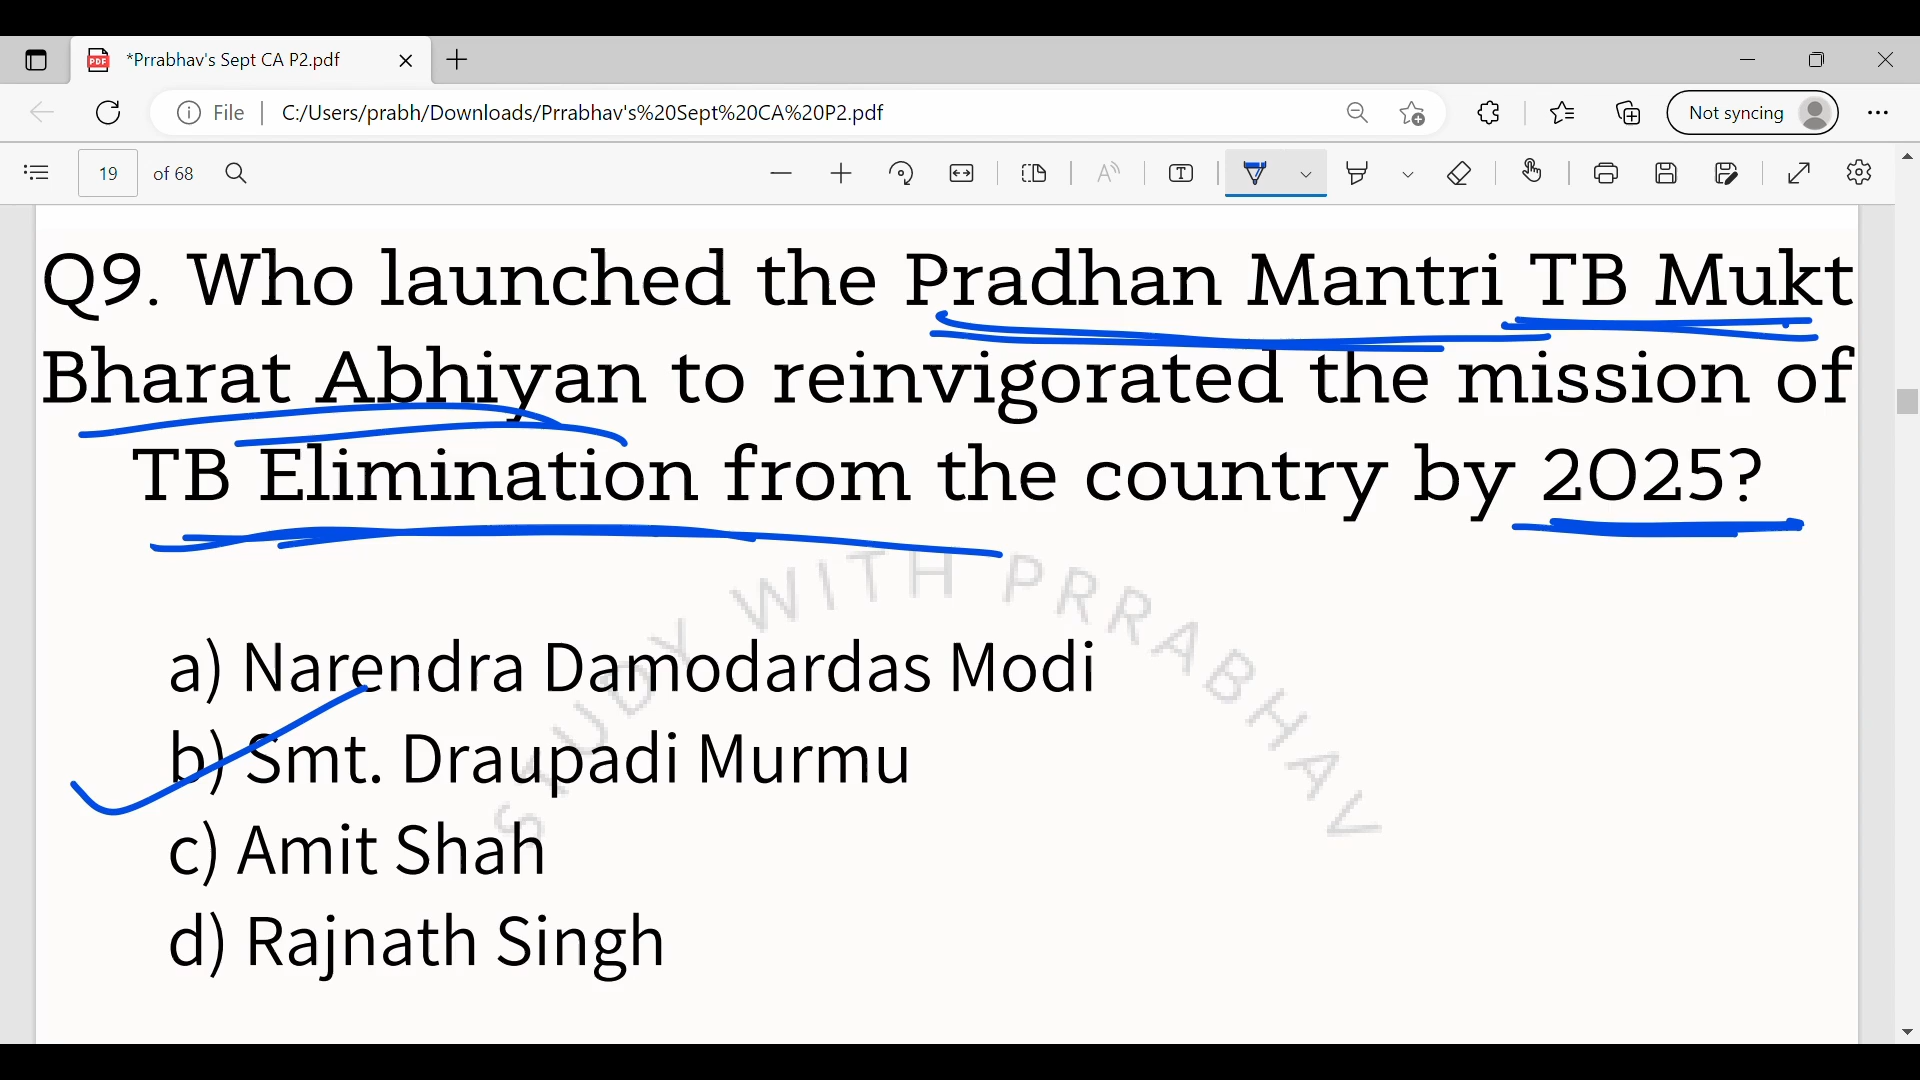 *Prrabhav's Sept CA P2.pdf
File
C:/Users/prabh/Downloads/Prrabhav's%20Sept%20CA%20P2.pdf
Not syncing
19
of 68
Q9. Who launched the Pradhan Mantri TB Mukt
Bharat Abhiyan to reinvigorated the mission of
TB Elimination from the country by 2025?
STUDY WITH PRRABHAV
a) Narendra Damodardas Modi
b) Smt. Draupadi Murmu
c) Amit Shah
d) Rajnath Singh